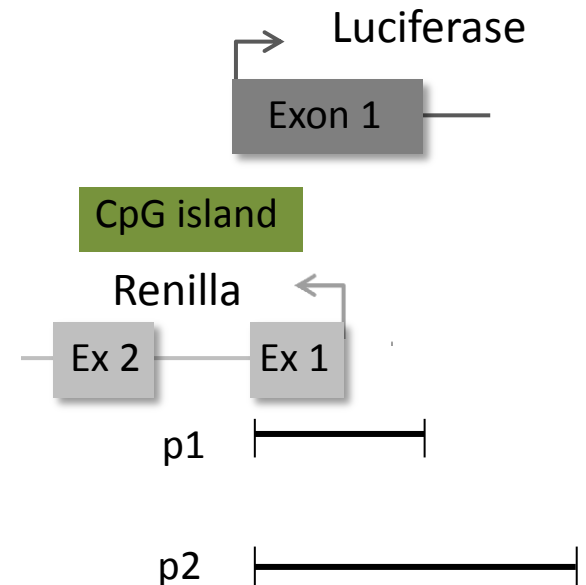 Luciferase
Exon 1
CpG island
Renilla
Ex 2
Ex 1
p1
p2